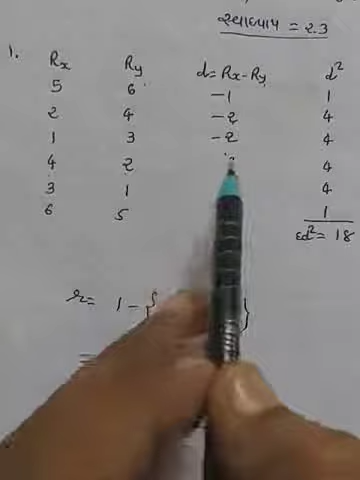 સ્વાધ્યાય = 2.3
1.
Rx Ry d=Rx-Ry d²
5 6 -1 1
2 4 -2 4
1 3 -2 4
4 2 4
3 1 4
6 5 1
Σd²= 18
r= 1 - {
=